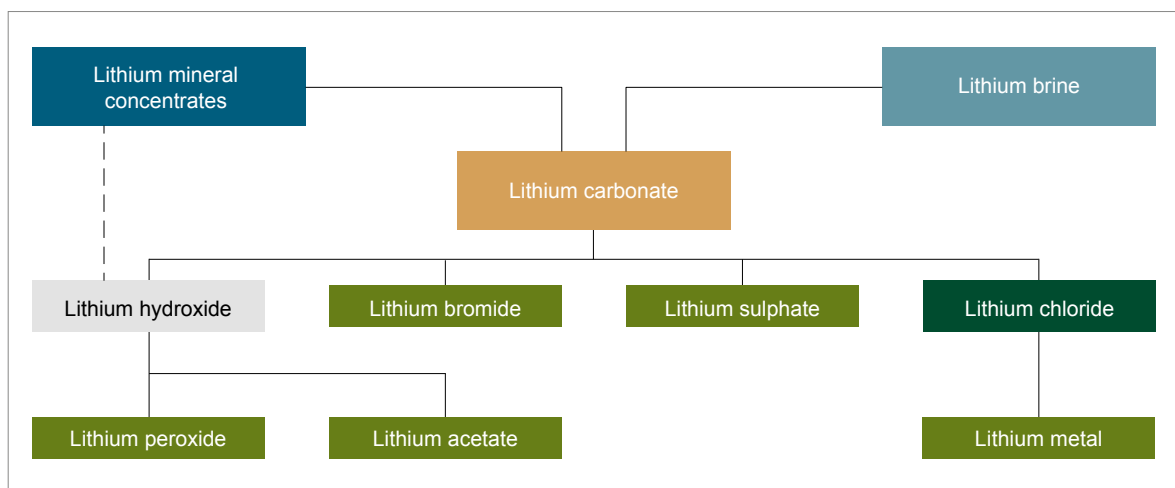 Lithium mineral
concentrates
Lithium brine
Lithium carbonate
Lithium hydroxide
Lithium bromide
Lithium sulphate
Lithium chloride
Lithium peroxide
Lithium acetate
Lithium metal